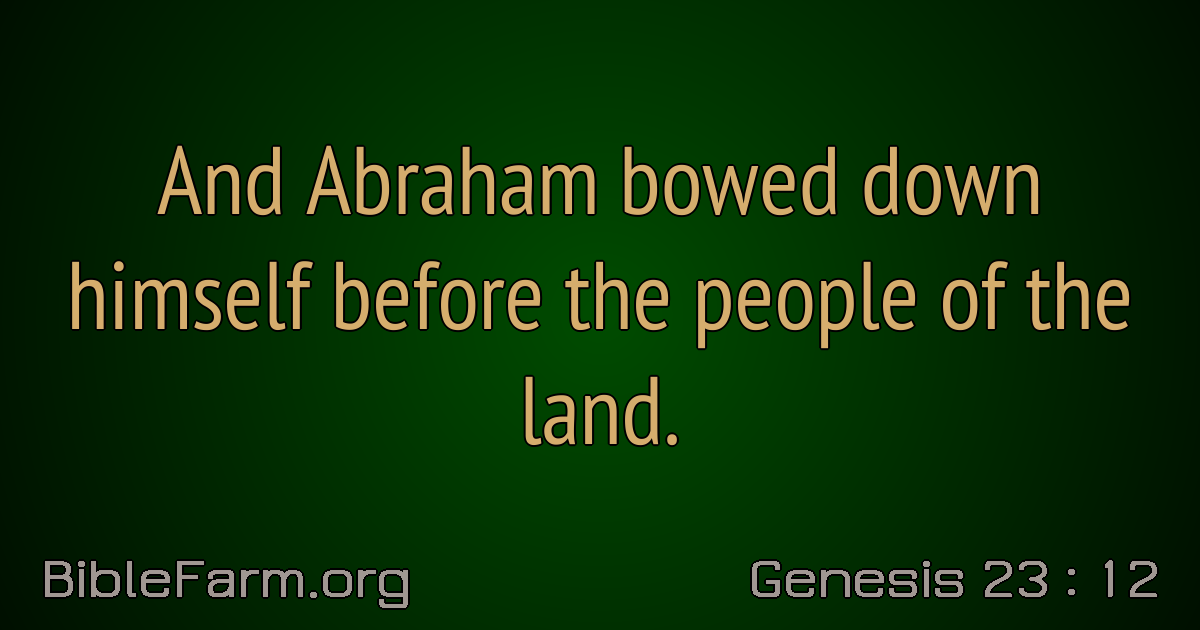 And Abraham bowed down
himself before the people of the
land.
BibleFarm.org
Genesis 23 : 12